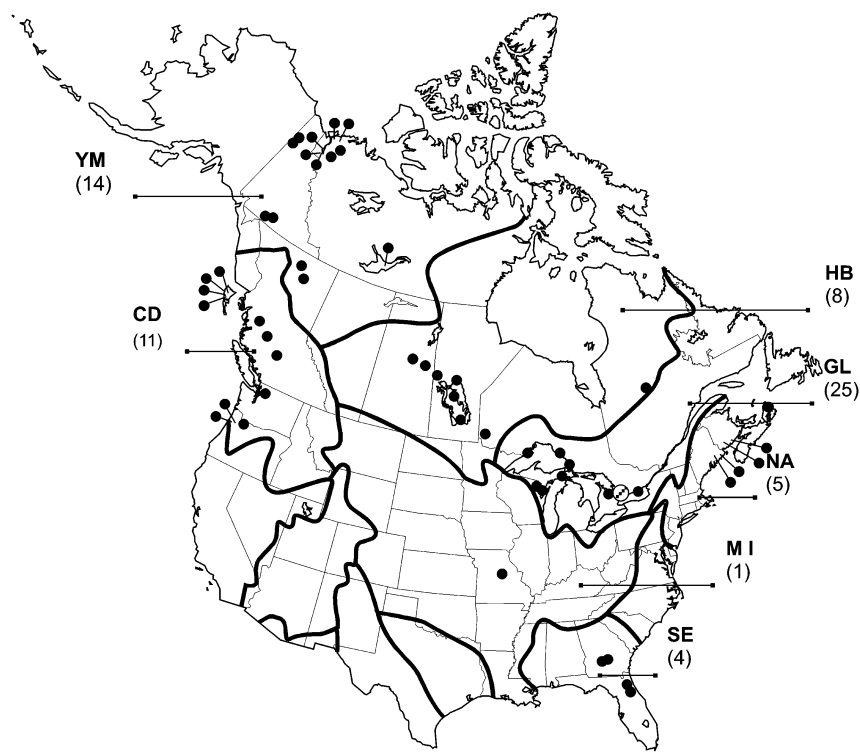 YM
(14)
HB
(8)
CD
(11)
GL
(25)
NA
(5)
M I
(1)
SE
(4)